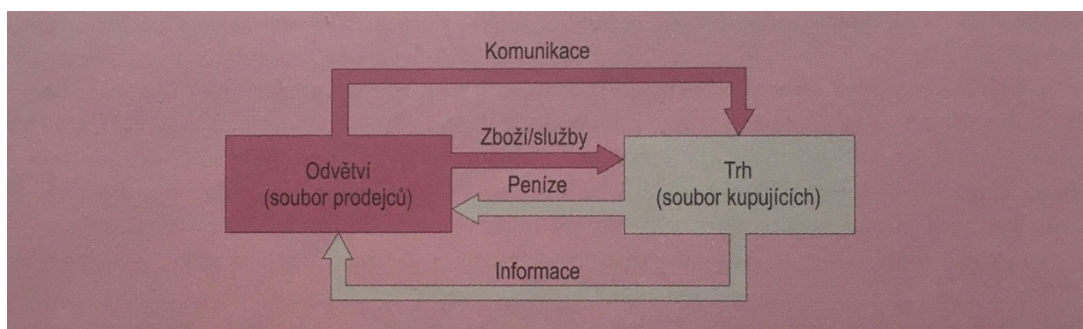 Komunikace
Zboží/služby
Odvětví
(soubor prodejců)
Peníze
Trh
(soubor kupujících)
Informace